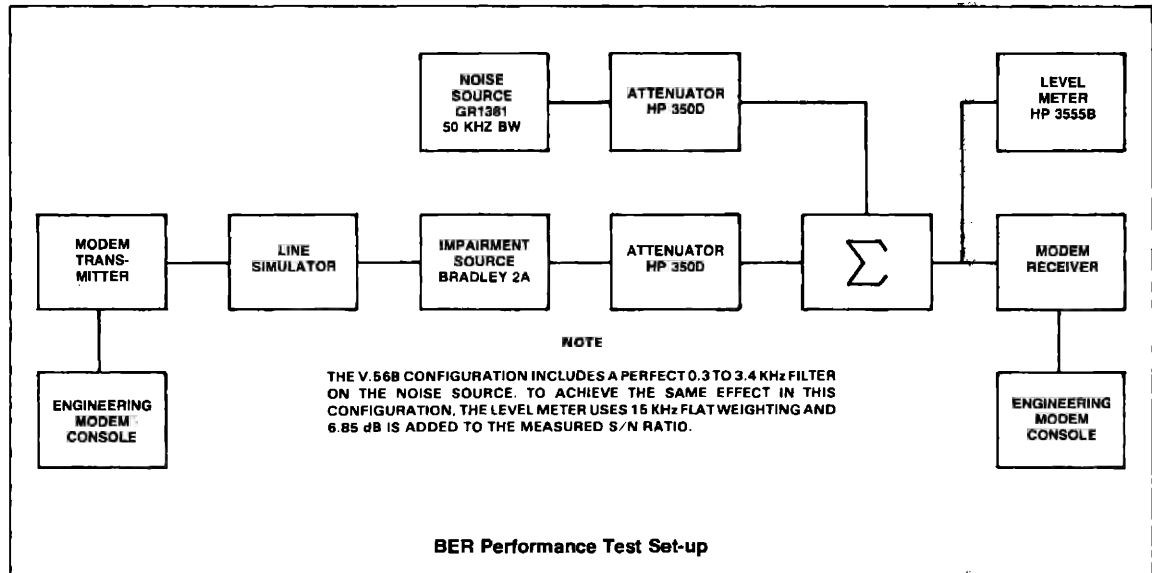 NOISE
SOURCE
GR1381
50 KHZ BW
ATTENUATOR
HP 350D
LEVEL
METER
HP 3555B
MODEM
TRANS-
MITTER
LINE
SIMULATOR
IMPAIRMENT
SOURCE
BRADLEY 2A
ATTENUATOR
HP 350D
Σ
MODEM
RECEIVER
ENGINEERING
MODEM
CONSOLE
NOTE
THE V.56B CONFIGURATION INCLUDES A PERFECT 0.3 TO 3.4 KHz FILTER
ON THE NOISE SOURCE. TO ACHIEVE THE SAME EFFECT IN THIS
CONFIGURATION, THE LEVEL METER USES 15 KHz FLAT WEIGHTING AND
6.85 dB IS ADDED TO THE MEASURED S/N RATIO.
ENGINEERING
MODEM
CONSOLE
BER Performance Test Set-up